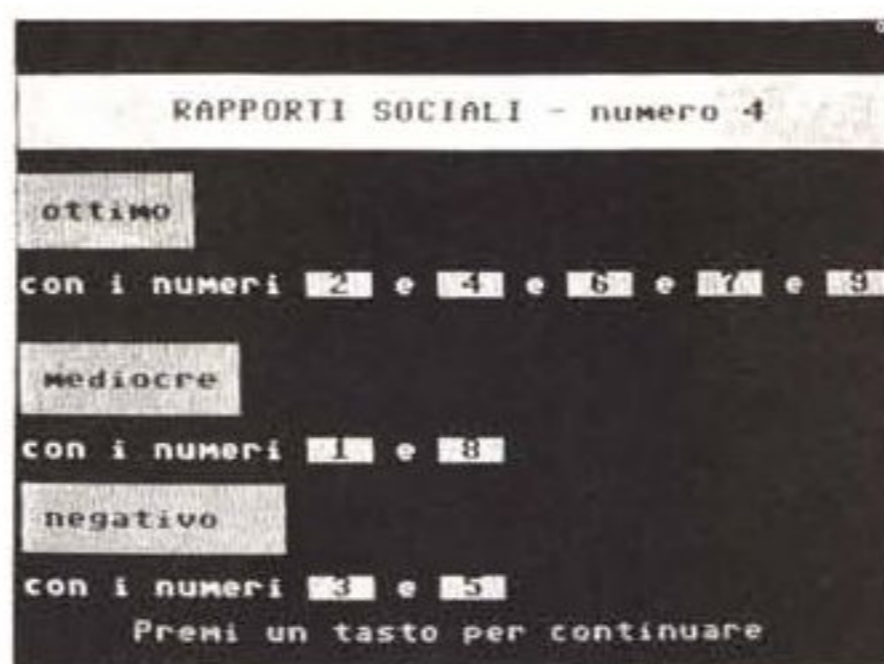 RAPPORTI SOCIALI - numero 4
ottimo
con i numeri 2 e 4 e 6 e 7 e 9
mediocre
con i numeri 1 e 8
negativo
con i numeri 3 e 5
Premi un tasto per continuare